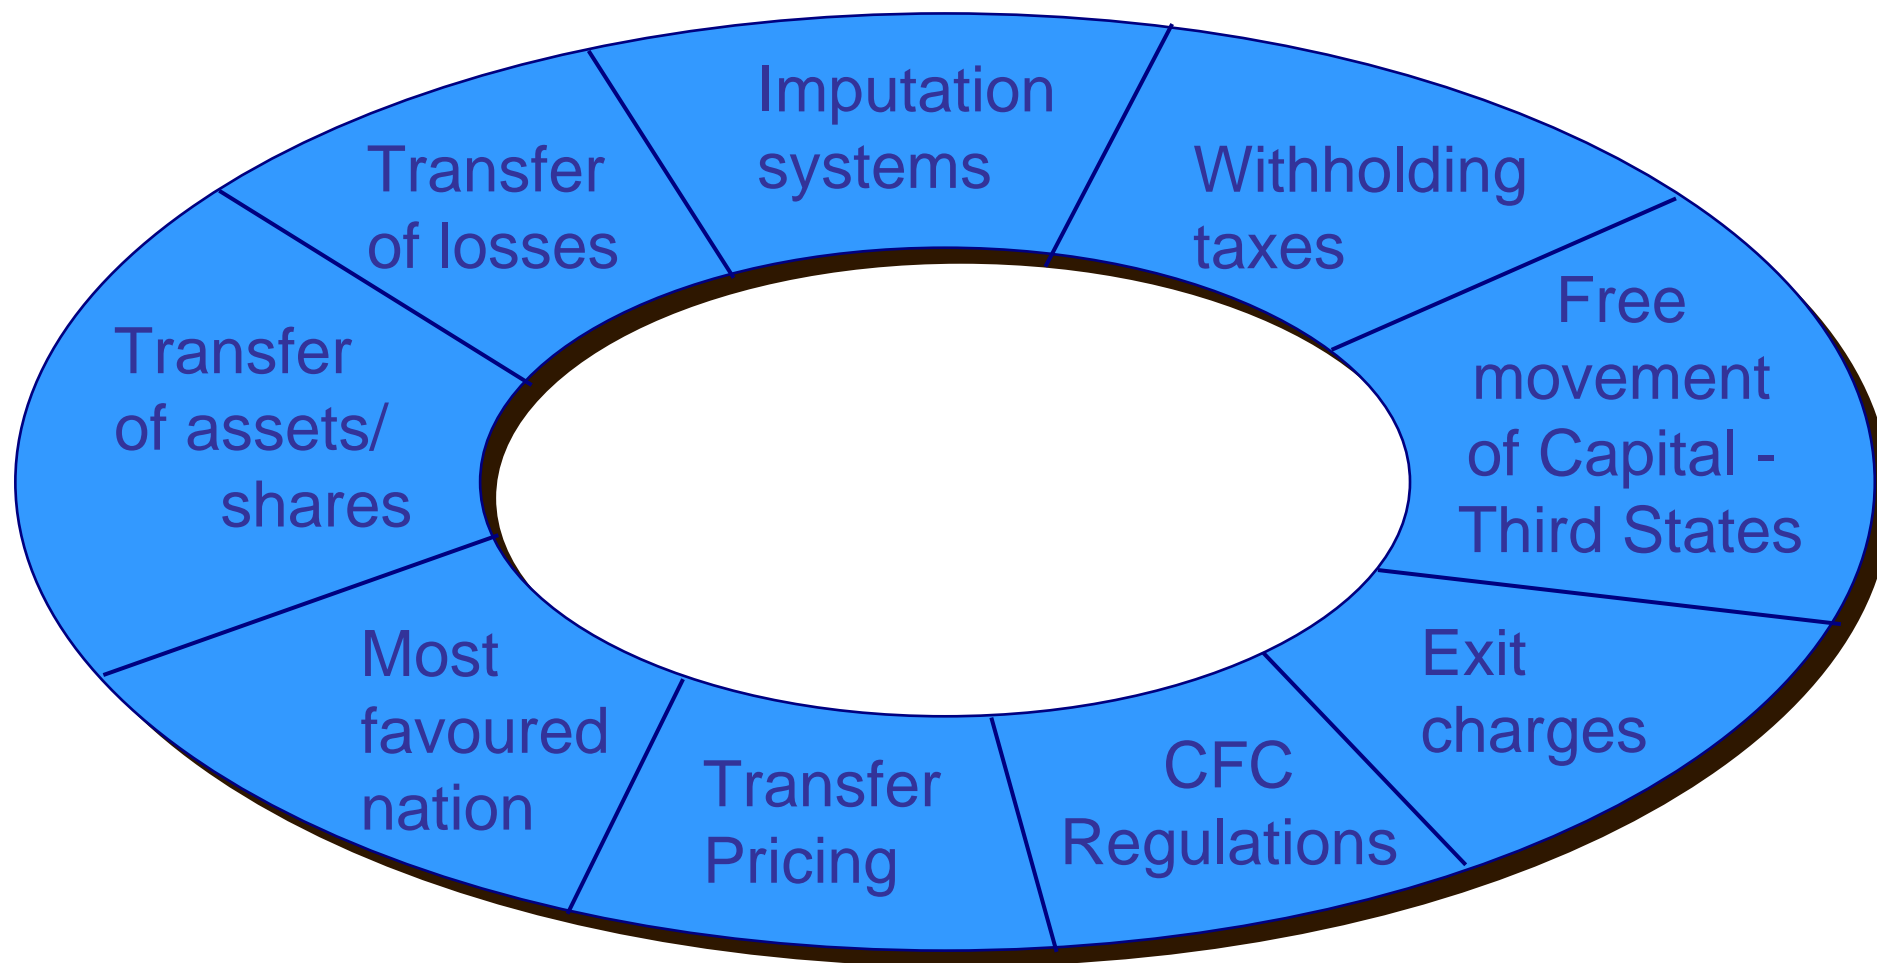 Imputation
systems
Withholding
taxes
Free
movement
of Capital -
Third States
Exit
charges
CFC
Regulations
Transfer
Pricing
Most
favoured
nation
Transfer
of assets/
shares
Transfer
of losses